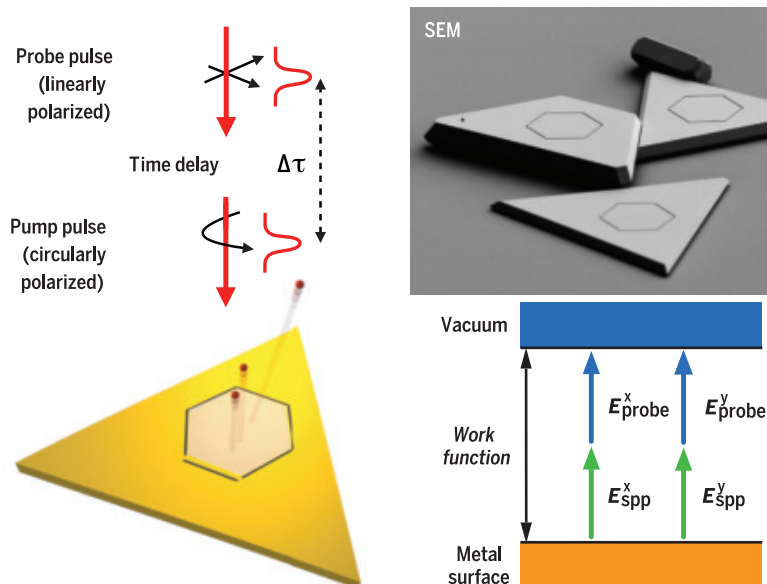 Probe pulse
(linearly
polarized)
Time delay
Δτ
Pump pulse
(circularly
polarized)
SEM
Vacuum
E^x_probe
E^y_probe
Work
function
E^x_spp
E^y_spp
Metal
surface